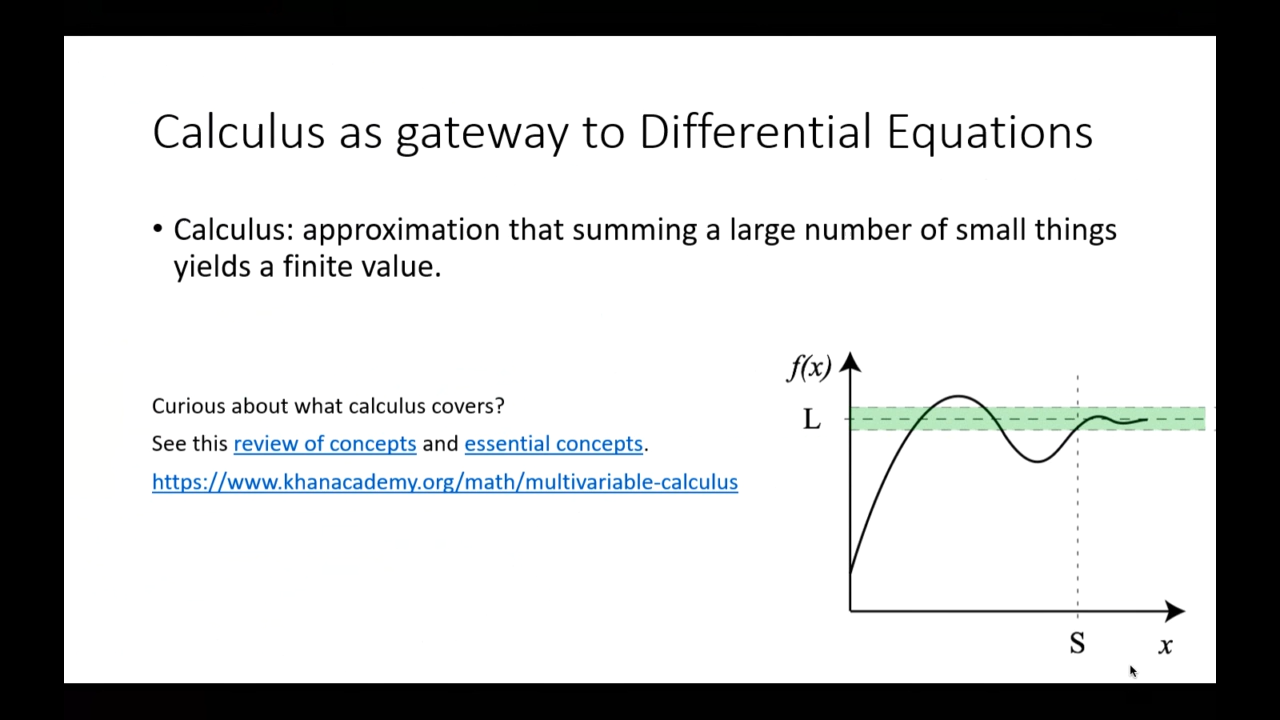 Calculus as gateway to Differential Equations
• Calculus: approximation that summing a large number of small things
yields a finite value.
Curious about what calculus covers?
See this review of concepts and essential concepts.
https://www.khanacademy.org/math/multivariable-calculus
f(x)
L
S
x